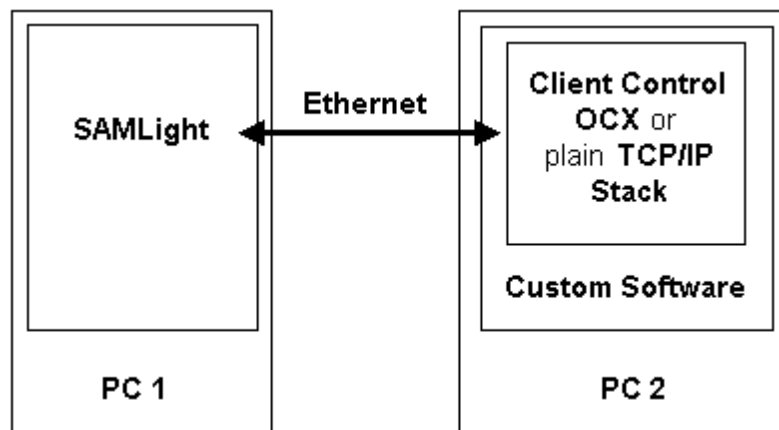 SAMLight
Ethernet
Client Control
OCX or
plain TCP/IP
Stack
Custom Software
PC 1
PC 2